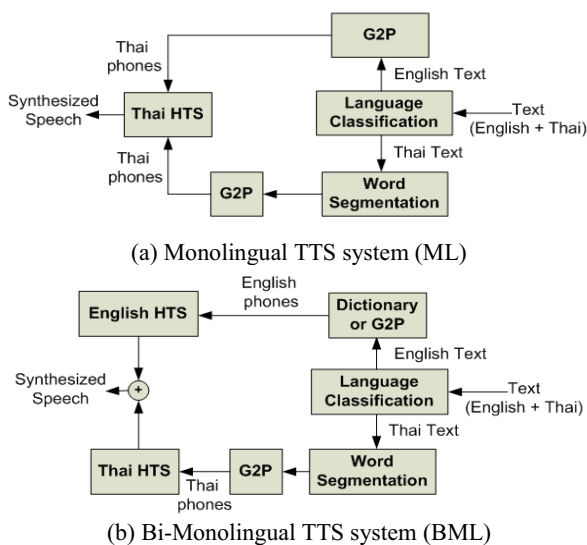 G2P
Thai
phones
English Text
Synthesized
Speech
Thai HTS
Language
Classification
Text
(English + Thai)
Thai
phones
Thai Text
G2P
Word
Segmentation
(a) Monolingual TTS system (ML)
English
phones
English HTS
Dictionary
or G2P
English Text
Synthesized
Speech
+
Language
Classification
Text
(English + Thai)
Thai Text
Thai HTS
Thai
phones
G2P
Word
Segmentation
(b) Bi-Monolingual TTS system (BML)